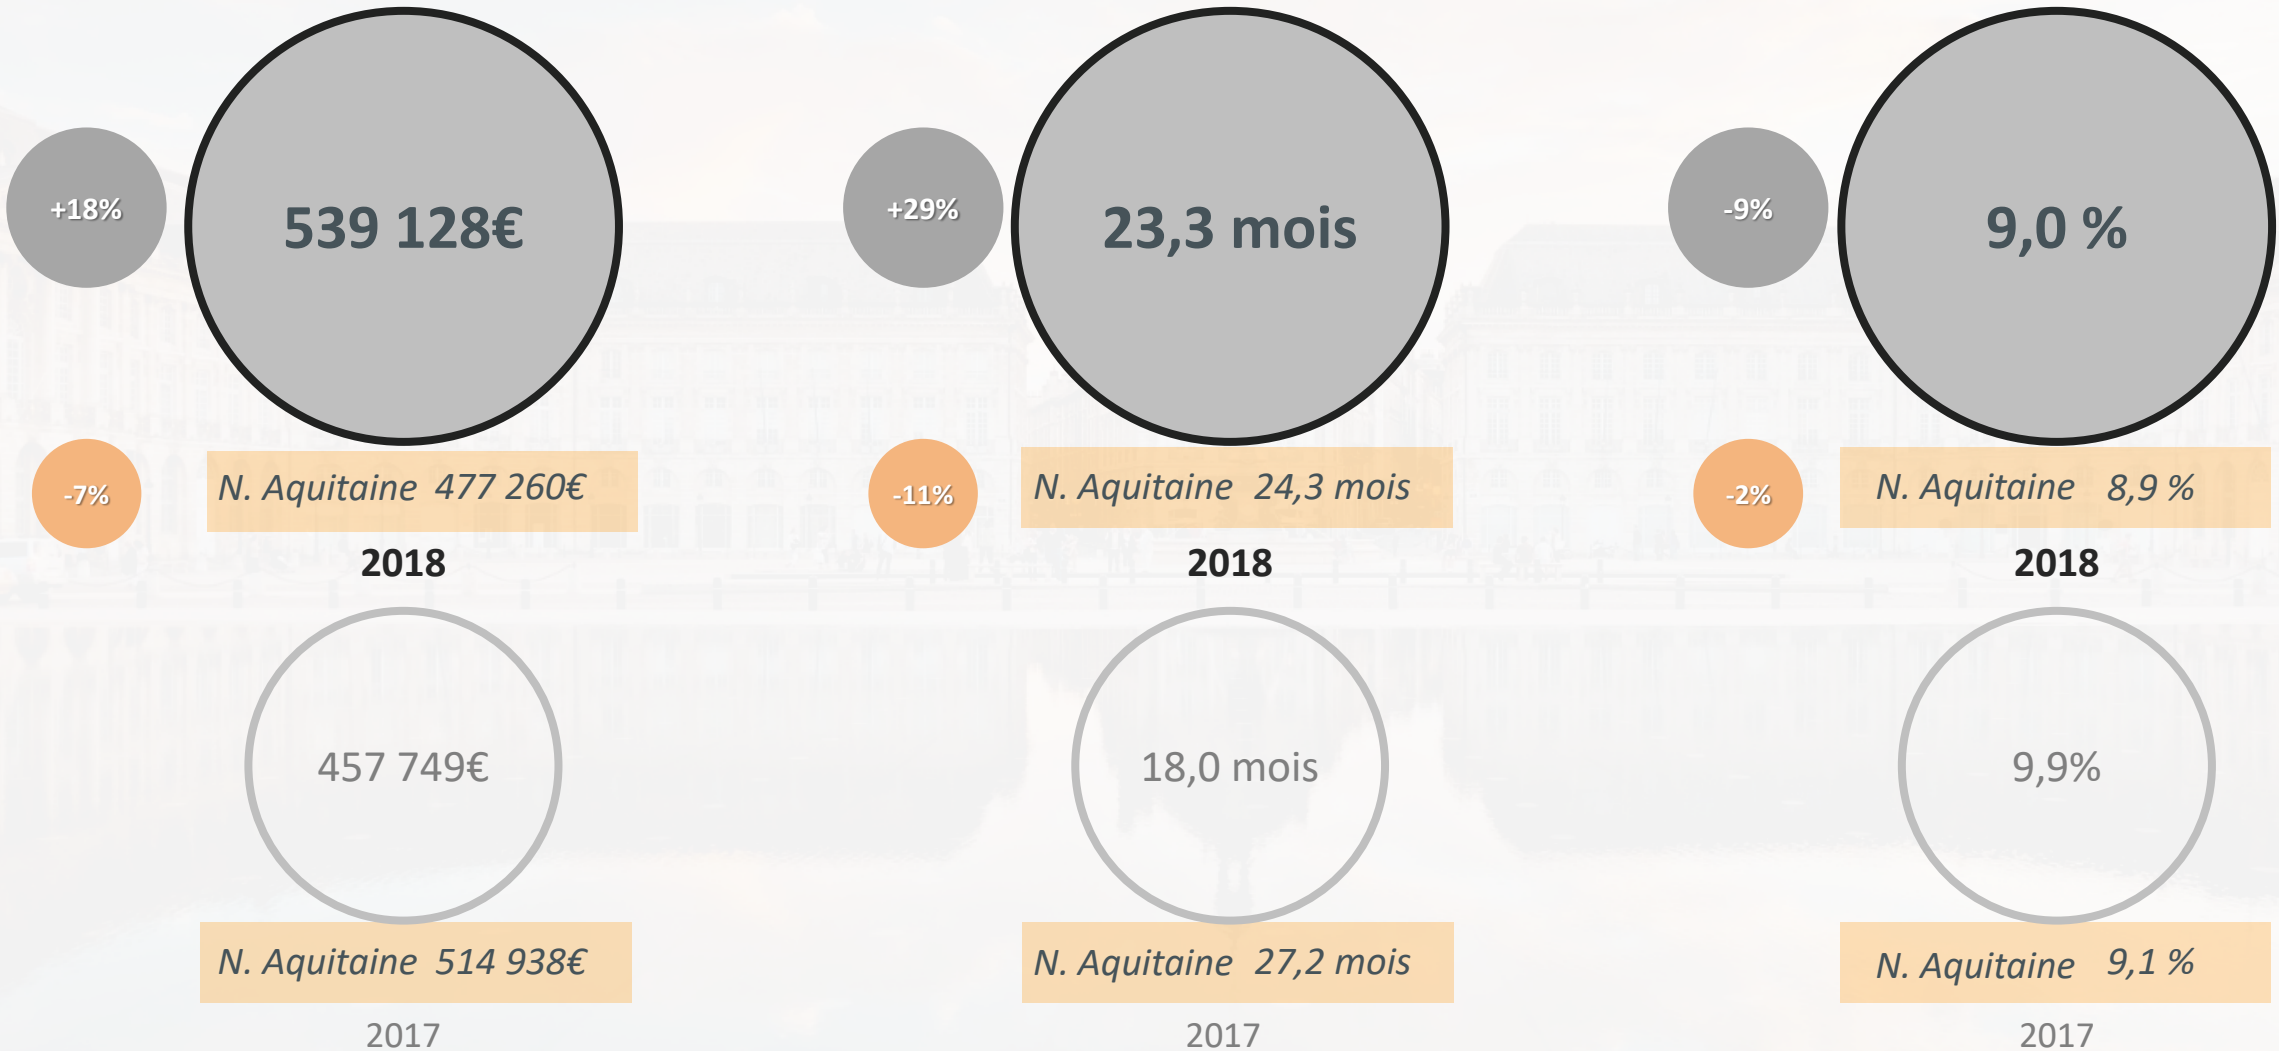 +18%
539 128€
+29%
23,3 mois
-9%
9,0 %
-7%
N. Aquitaine 477 260€
-11%
N. Aquitaine 24,3 mois
-2%
N. Aquitaine 8,9 %
2018
2018
2018
457 749€
18,0 mois
9,9%
N. Aquitaine 514 938€
N. Aquitaine 27,2 mois
N. Aquitaine 9,1 %
2017
2017
2017